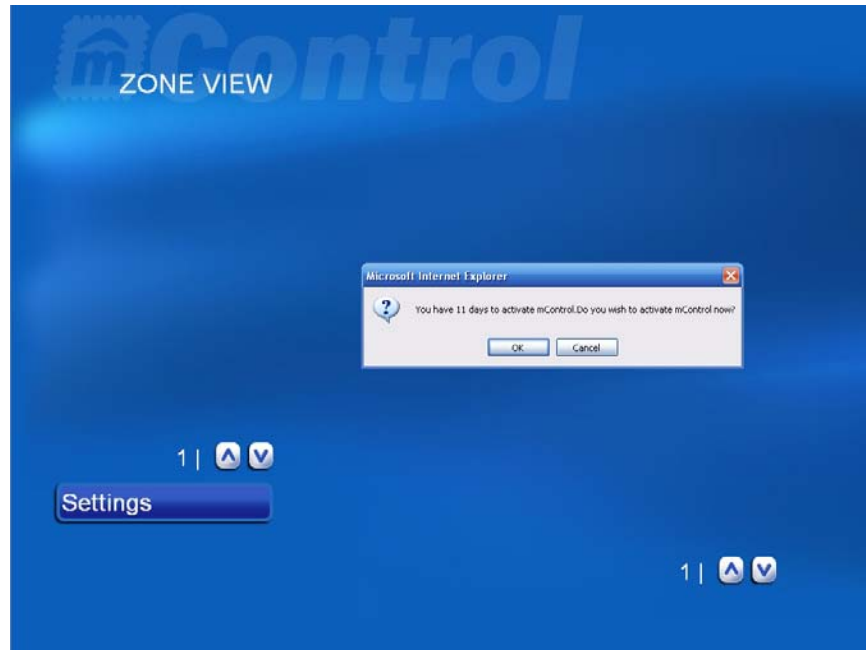 mControl
ZONE VIEW
Microsoft Internet Explorer
You have 11 days to activate mControl.Do you wish to activate mControl now?
OK Cancel
1 |
Settings
1 |